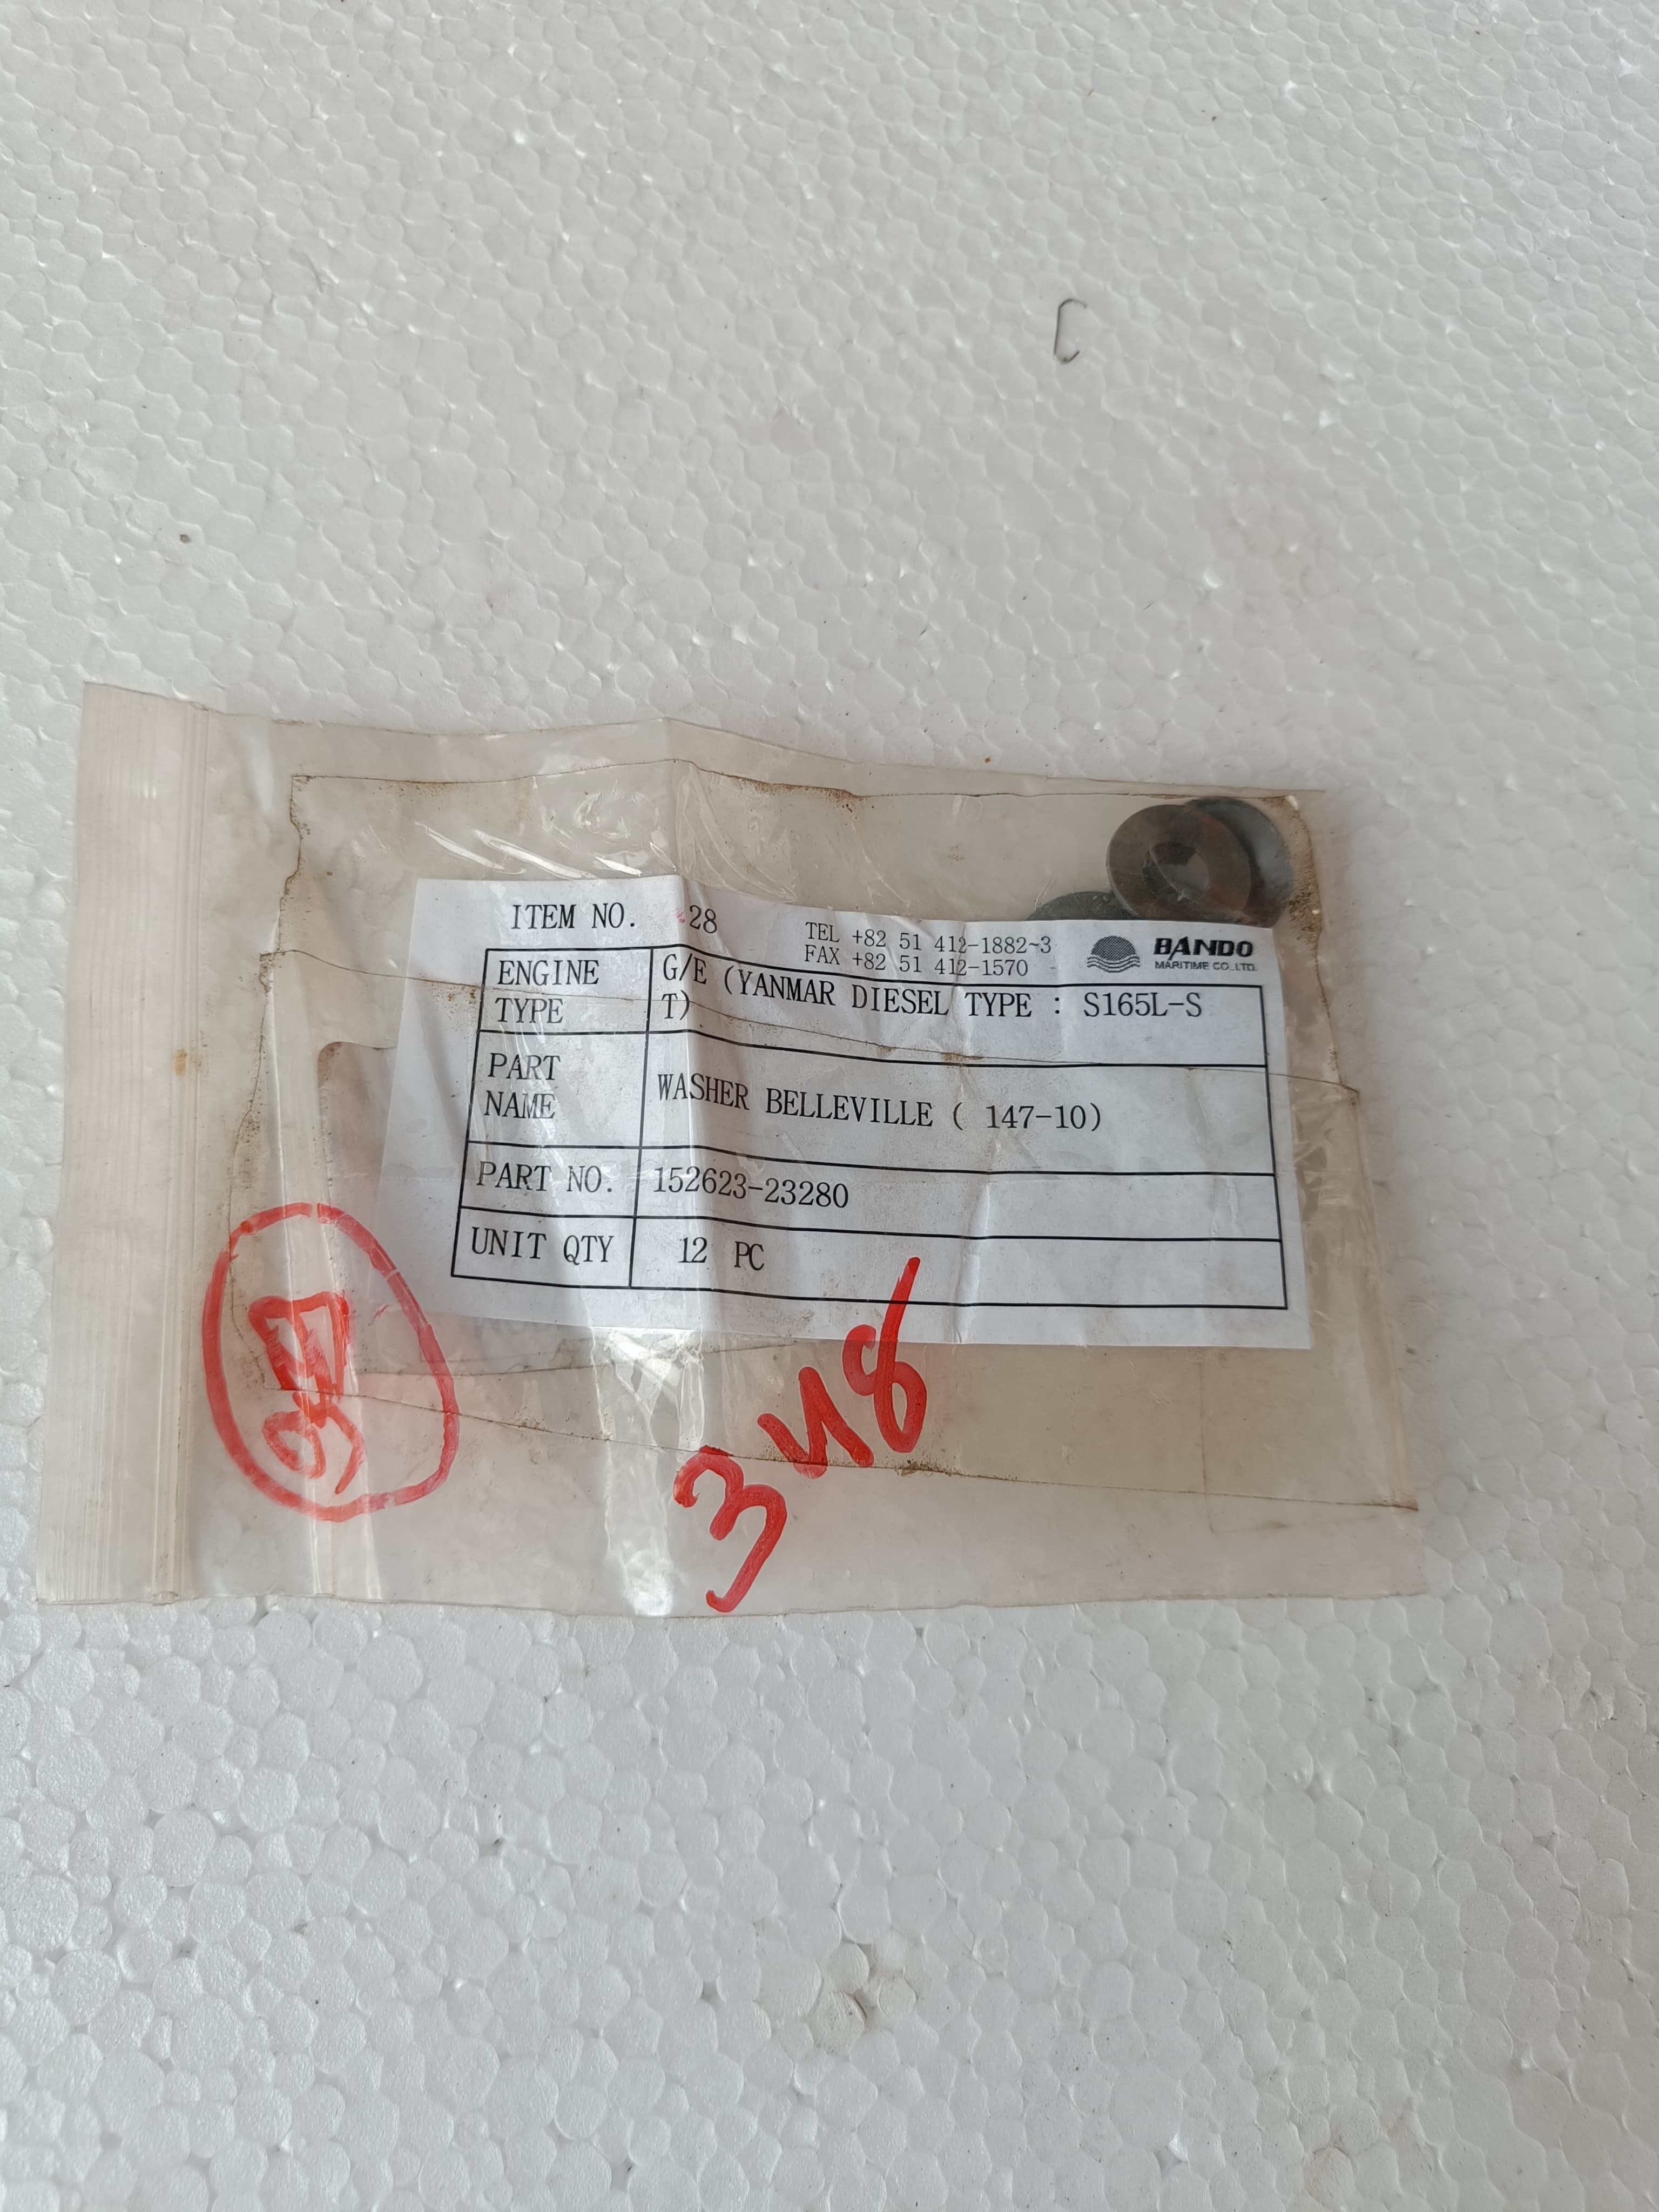 ITEM NO. 28
TEL +82 51 412-1882~3
FAX +82 51 412-1570
BANDO
MARITIME CO.,LTD.
ENGINE
TYPE
G/E (YANMAR DIESEL TYPE : S165L-S
T)
PART
NAME
WASHER BELLEVILLE ( 147-10)
PART NO. 152623-23280
UNIT QTY 12 PC
348